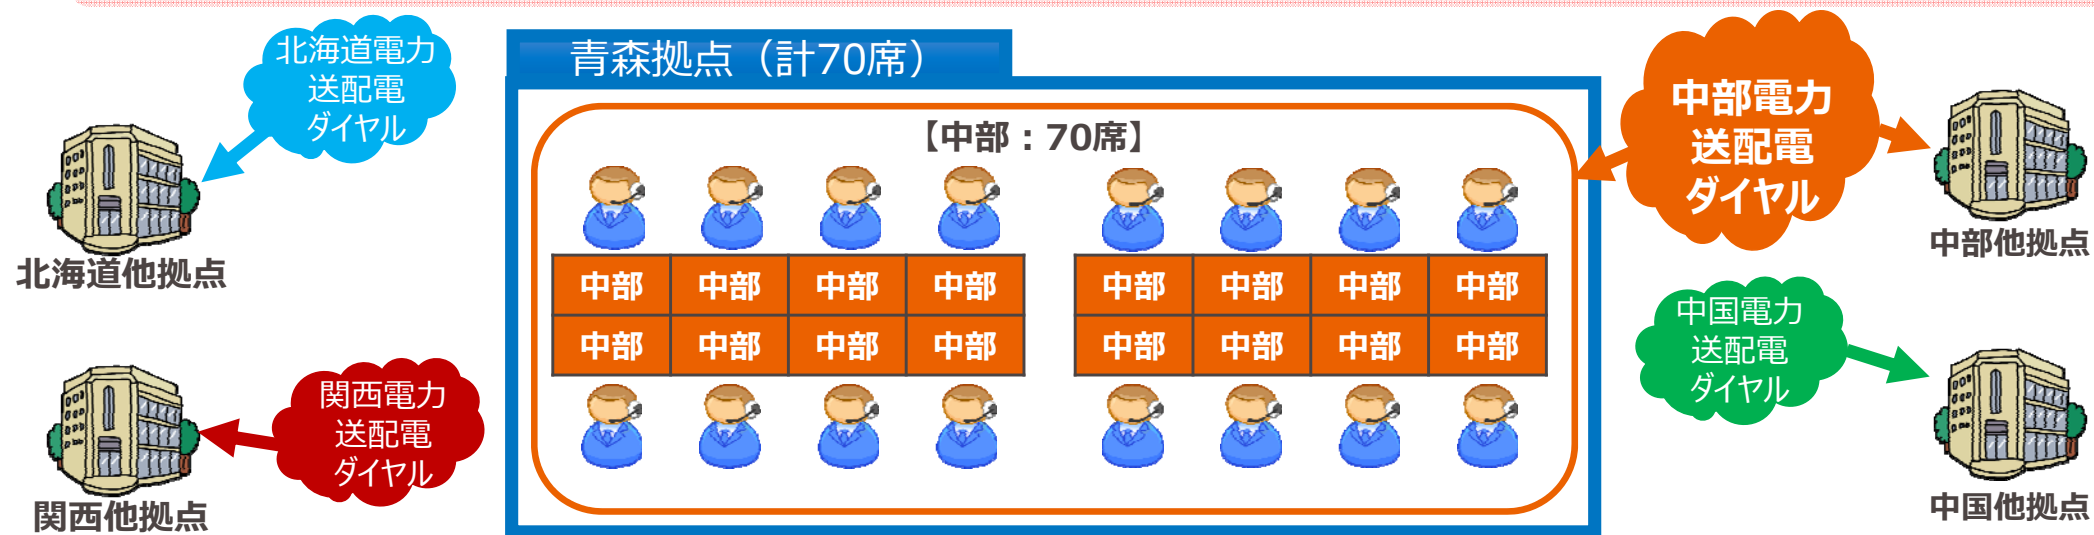 北海道電力
送配電
ダイヤル
北海道他拠点
関西電力
送配電
ダイヤル
関西他拠点
青森拠点（計70席）
【中部：70席】
中部 中部 中部 中部 中部 中部 中部 中部
中部 中部 中部 中部 中部 中部 中部 中部
中部電力
送配電
ダイヤル
中部他拠点
中国電力
送配電
ダイヤル
中国他拠点